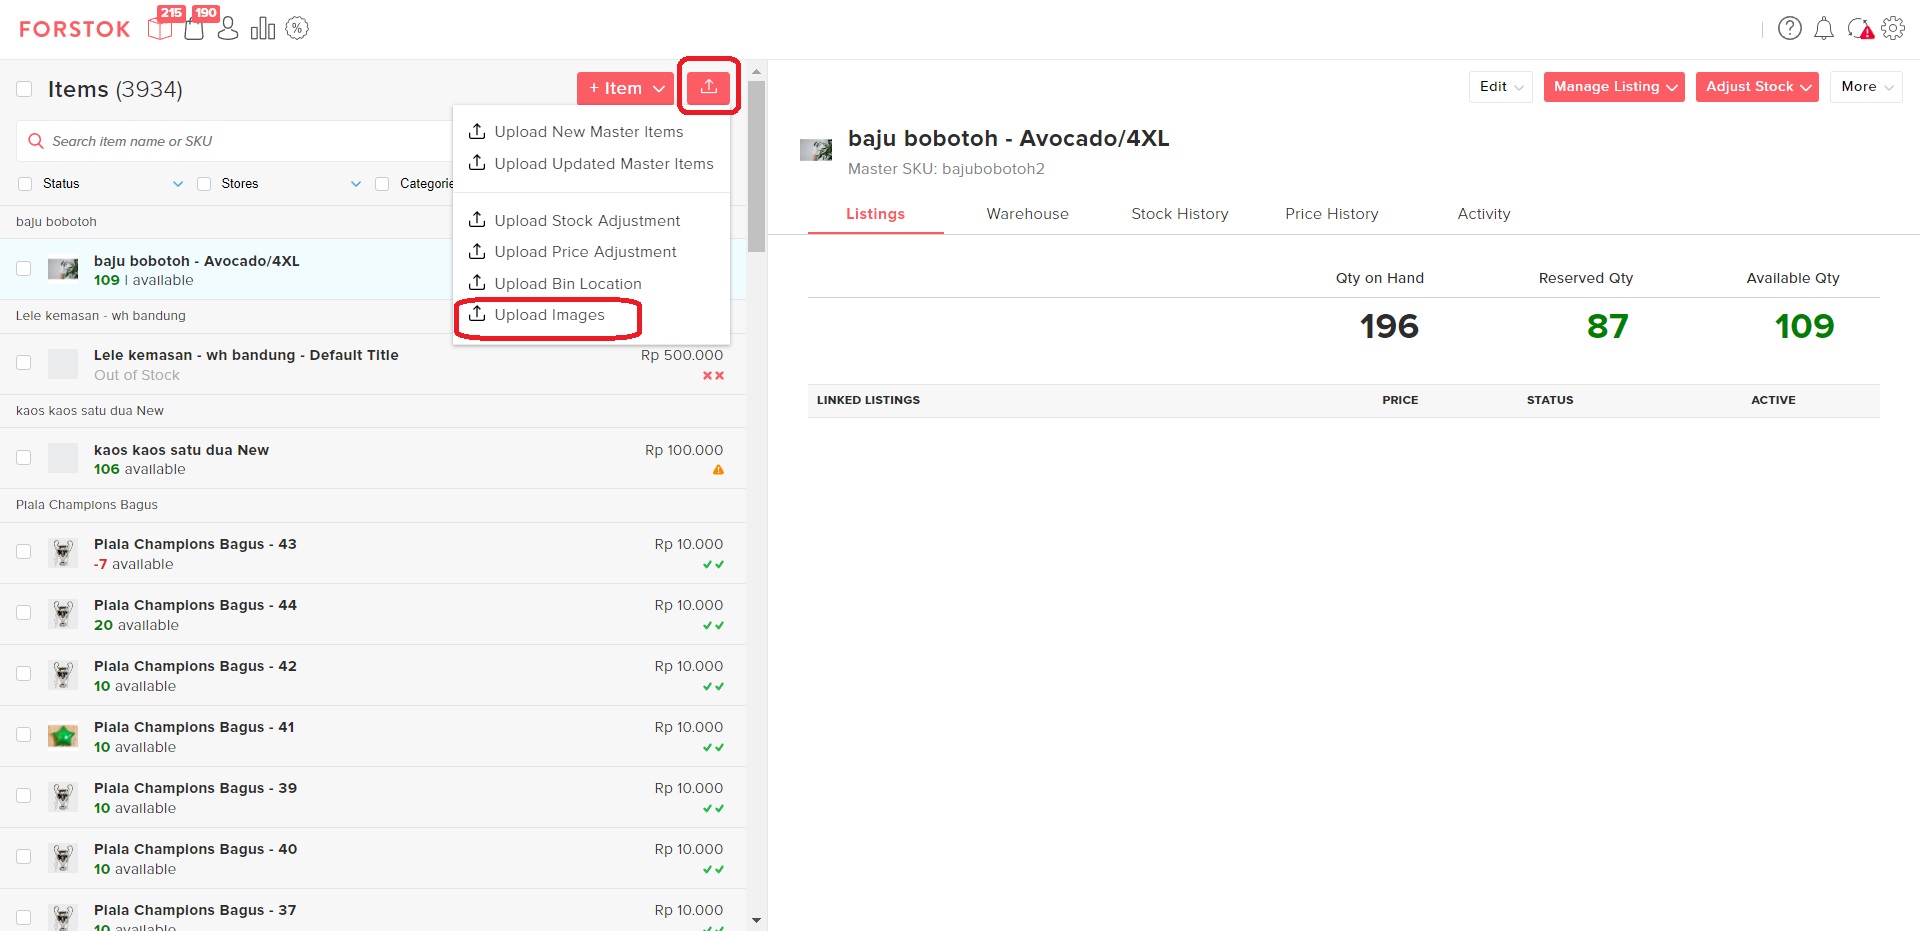 FORSTOK
215
190
Items (3934)
+ Item
Search item name or SKU
Status
Stores
Categorie
Upload New Master Items
Upload Updated Master Items
Upload Stock Adjustment
Upload Price Adjustment
Upload Bin Location
Upload Images
baju bobotoh
baju bobotoh - Avocado/4XL
109 | available
Lele kemasan - wh bandung
Lele kemasan - wh bandung - Default Title
Rp 500.000
Out of Stock
kaos kaos satu dua New
kaos kaos satu dua New
Rp 100.000
106 available
Piala Champions Bagus
Piala Champions Bagus - 43
Rp 10.000
-7 available
Piala Champions Bagus - 44
Rp 10.000
20 available
Piala Champions Bagus - 42
Rp 10.000
10 available
Piala Champions Bagus - 41
Rp 10.000
10 available
Piala Champions Bagus - 39
Rp 10.000
10 available
Piala Champions Bagus - 40
Rp 10.000
10 available
Piala Champions Bagus - 37
Rp 10.000
10 available
Edit
Manage Listing
Adjust Stock
More
baju bobotoh - Avocado/4XL
Master SKU: bajubobotoh2
Listings
Warehouse
Stock History
Price History
Activity
Qty on Hand
Reserved Qty
Available Qty
196
87
109
LINKED LISTINGS
PRICE
STATUS
ACTIVE